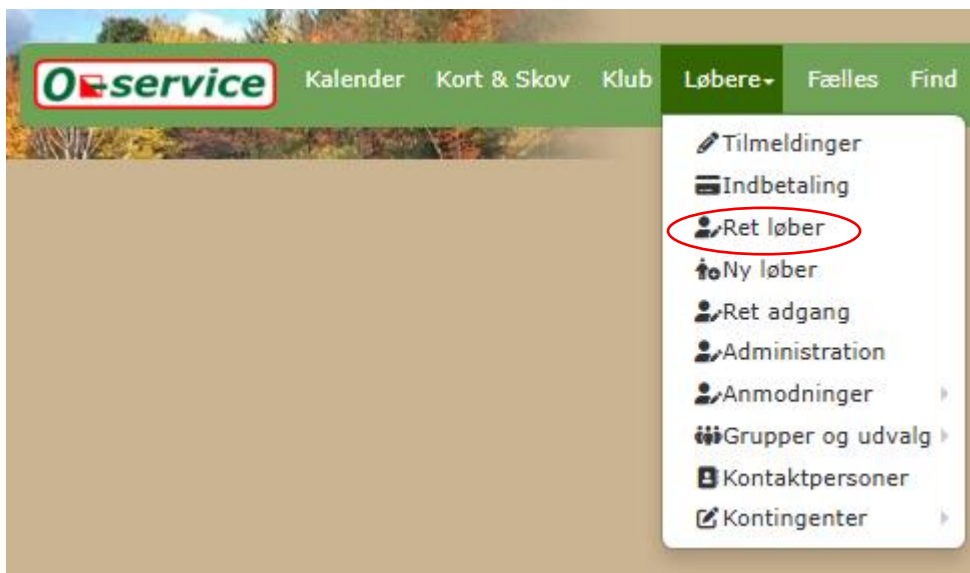 O-service Kalender Kort & Skov Klub Løbere Fælles Find
Tilmeldinger
Indbetaling
Ret løber
Ny løber
Ret adgang
Administration
Anmodninger
Grupper og udvalg
Kontaktpersoner
Kontingenter